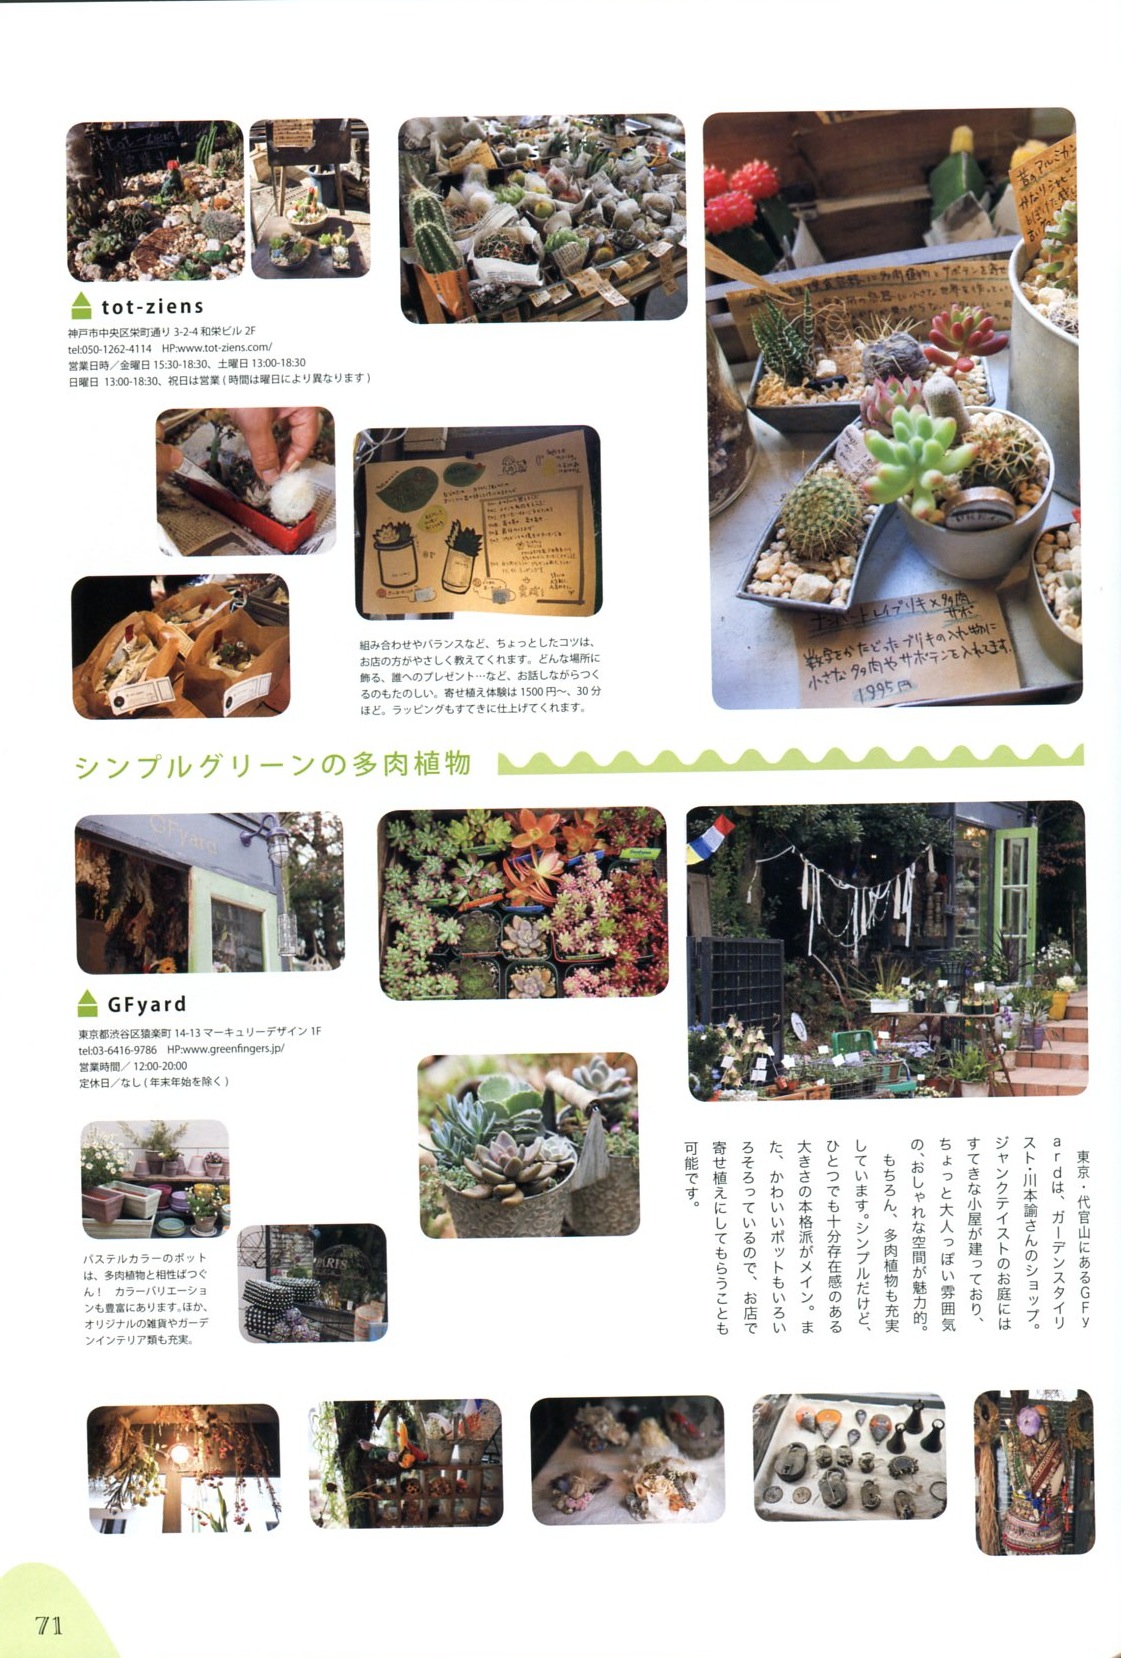 tot-ziens
神戸市中央区栄町通り 3-2-4 和栄ビル 2F
tel:050-1262-4114 HP:www.tot-ziens.com/
営業日時／金曜日 15:30-18:30、土曜日 13:00-18:30
日曜日 13:00-18:30、祝日は営業 ( 時間は曜日により異なります )
ナンバートレイブリキ×多肉
サボ
数字をかたどったブリキの入れ物に
小さな多肉やサボテンを入れてます。
1995円
組み合わせやバランスなど、ちょっとしたコツは、
お店の方がやさしく教えてくれます。どんな場所に
飾る、誰へのプレゼント…など、お話しながらつく
るのもたのしい。寄せ植え体験は 1500 円〜、30 分
ほど。ラッピングもすてきに仕上げてくれます。
シンプルグリーンの多肉植物
GFyard
GFyard
東京都渋谷区猿楽町 14-13 マーキュリーデザイン 1F
tel:03-6416-9786 HP:www.greenfingers.jp/
営業時間／ 12:00-20:00
定休日／なし ( 年末年始を除く )
東京・代官山にあるGFy
ardは、ガーデンスタイリ
スト・川本諭さんのショップ。
ジャンクテイストのお庭には
すてきな小屋が建っており、
ちょっと大人っぽい雰囲気
の、おしゃれな空間が魅力的。
もちろん、多肉植物も充実
しています。シンプルだけど、
ひとつでも十分存在感のある
大きさの本格派がメイン。ま
た、かわいいポットもいろい
ろそろっているので、お店で
寄せ植えにしてもらうことも
可能です。
パステルカラーのポット
は、多肉植物と相性ばつぐ
ん！ カラーバリエーショ
ンも豊富にあります。ほか、
オリジナルの雑貨やガーデ
ンインテリア類も充実。
PARIS
71